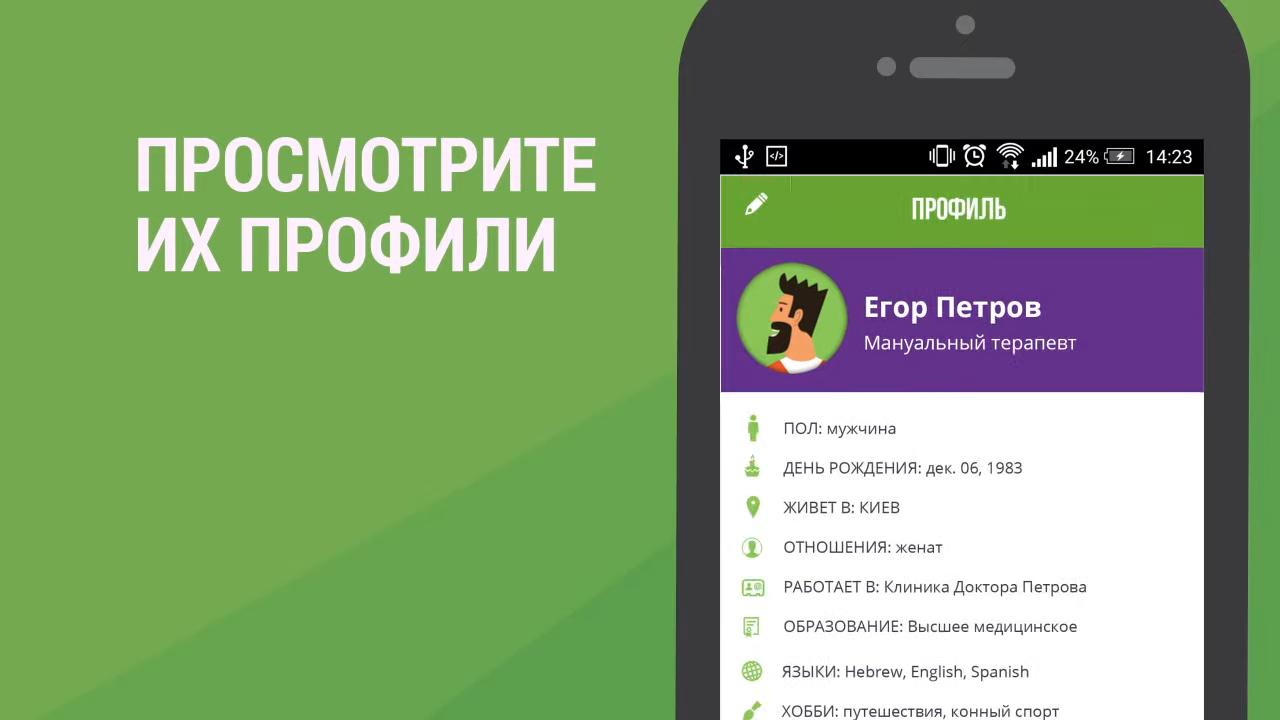 ПРОСМОТРИТЕ
ИХ ПРОФИЛИ
24% 14:23
ПРОФИЛЬ
Егор Петров
Мануальный терапевт
ПОЛ: мужчина
ДЕНЬ РОЖДЕНИЯ: дек. 06, 1983
ЖИВЕТ В: КИЕВ
ОТНОШЕНИЯ: женат
РАБОТАЕТ В: Клиника Доктора Петрова
ОБРАЗОВАНИЕ: Высшее медицинское
ЯЗЫКИ: Hebrew, English, Spanish
ХОББИ: путешествия, конный спорт